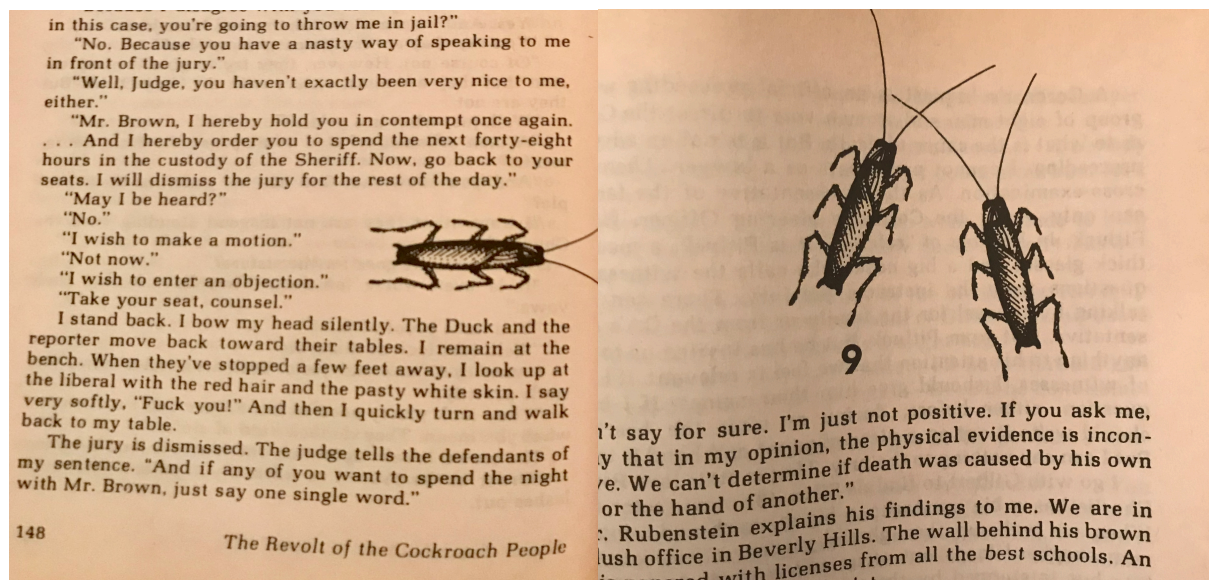 in this case, you're going to throw me in jail?"
"No. Because you have a nasty way of speaking to me
in front of the jury."
"Well, Judge, you haven't exactly been very nice to me,
either."
"Mr. Brown, I hereby hold you in contempt once again.
. . . And I hereby order you to spend the next forty-eight
hours in the custody of the Sheriff. Now, go back to your
seats. I will dismiss the jury for the rest of the day."
"May I be heard?"
"No."
"I wish to make a motion."
"Not now."
"I wish to enter an objection."
"Take your seat, counsel."
I stand back. I bow my head silently. The Duck and the
reporter move back toward their tables. I remain at the
bench. When they've stopped a few feet away, I look up at
the liberal with the red hair and the pasty white skin. I say
very softly, "Fuck you!" And then I quickly turn and walk
back to my table.
The jury is dismissed. The judge tells the defendants of
my sentence. "And if any of you want to spend the night
with Mr. Brown, just say one single word."
148
The Revolt of the Cockroach People
9
n't say for sure. I'm just not positive. If you ask me,
y that in my opinion, the physical evidence is incon-
ve. We can't determine if death was caused by his own
or the hand of another."
r. Rubenstein explains his findings to me. We are in
lush office in Beverly Hills. The wall behind his brown
with licenses from all the best schools. An